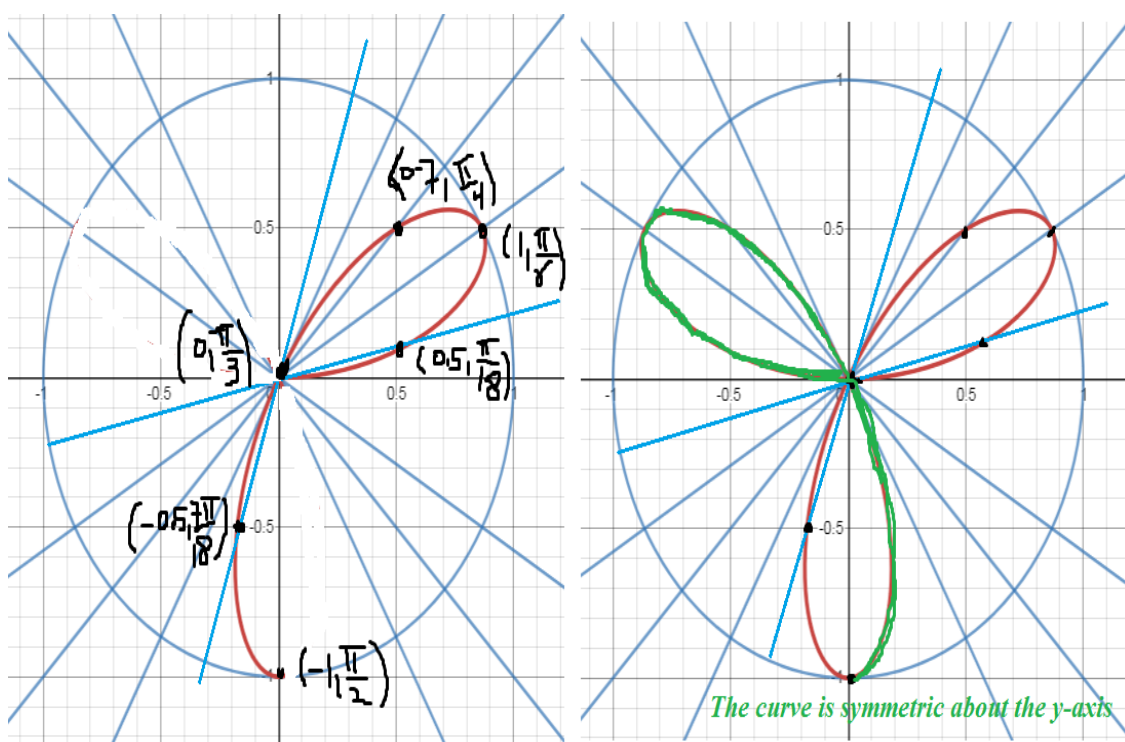 1
(0.7, π/4)
0.5
(1, π/6)
(0, π/3)
(0.5, π/18)
-1
-0.5
0.5
1
(-0.5, 7π/18)
-0.5
(-1, π/2)
1
0.5
-1
-0.5
0.5
1
-0.5
The curve is symmetric about the y-axis